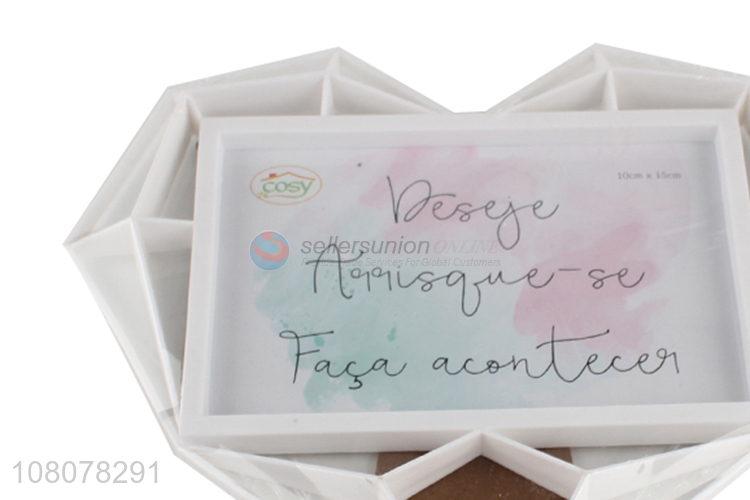 cosy
10cm x 15cm
Deseje
sellersunion ONLINE
Arrisque-se
Faça acontecer
108078291